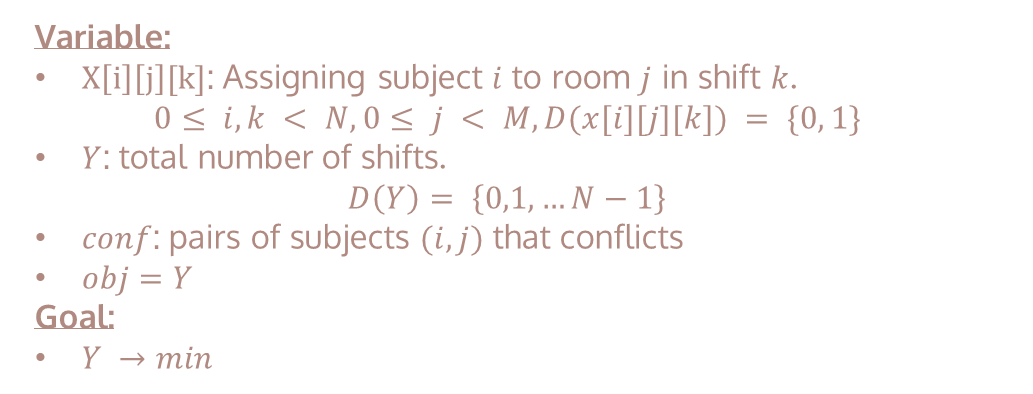 Variable:
• X[i][j][k]: Assigning subject i to room j in shift k.
0 ≤ i, k < N, 0 ≤ j < M, D(x[i][j][k]) = {0, 1}
• Y: total number of shifts.
D(Y) = {0,1, … N − 1}
• conf: pairs of subjects (i, j) that conflicts
• obj = Y
Goal:
• Y → min